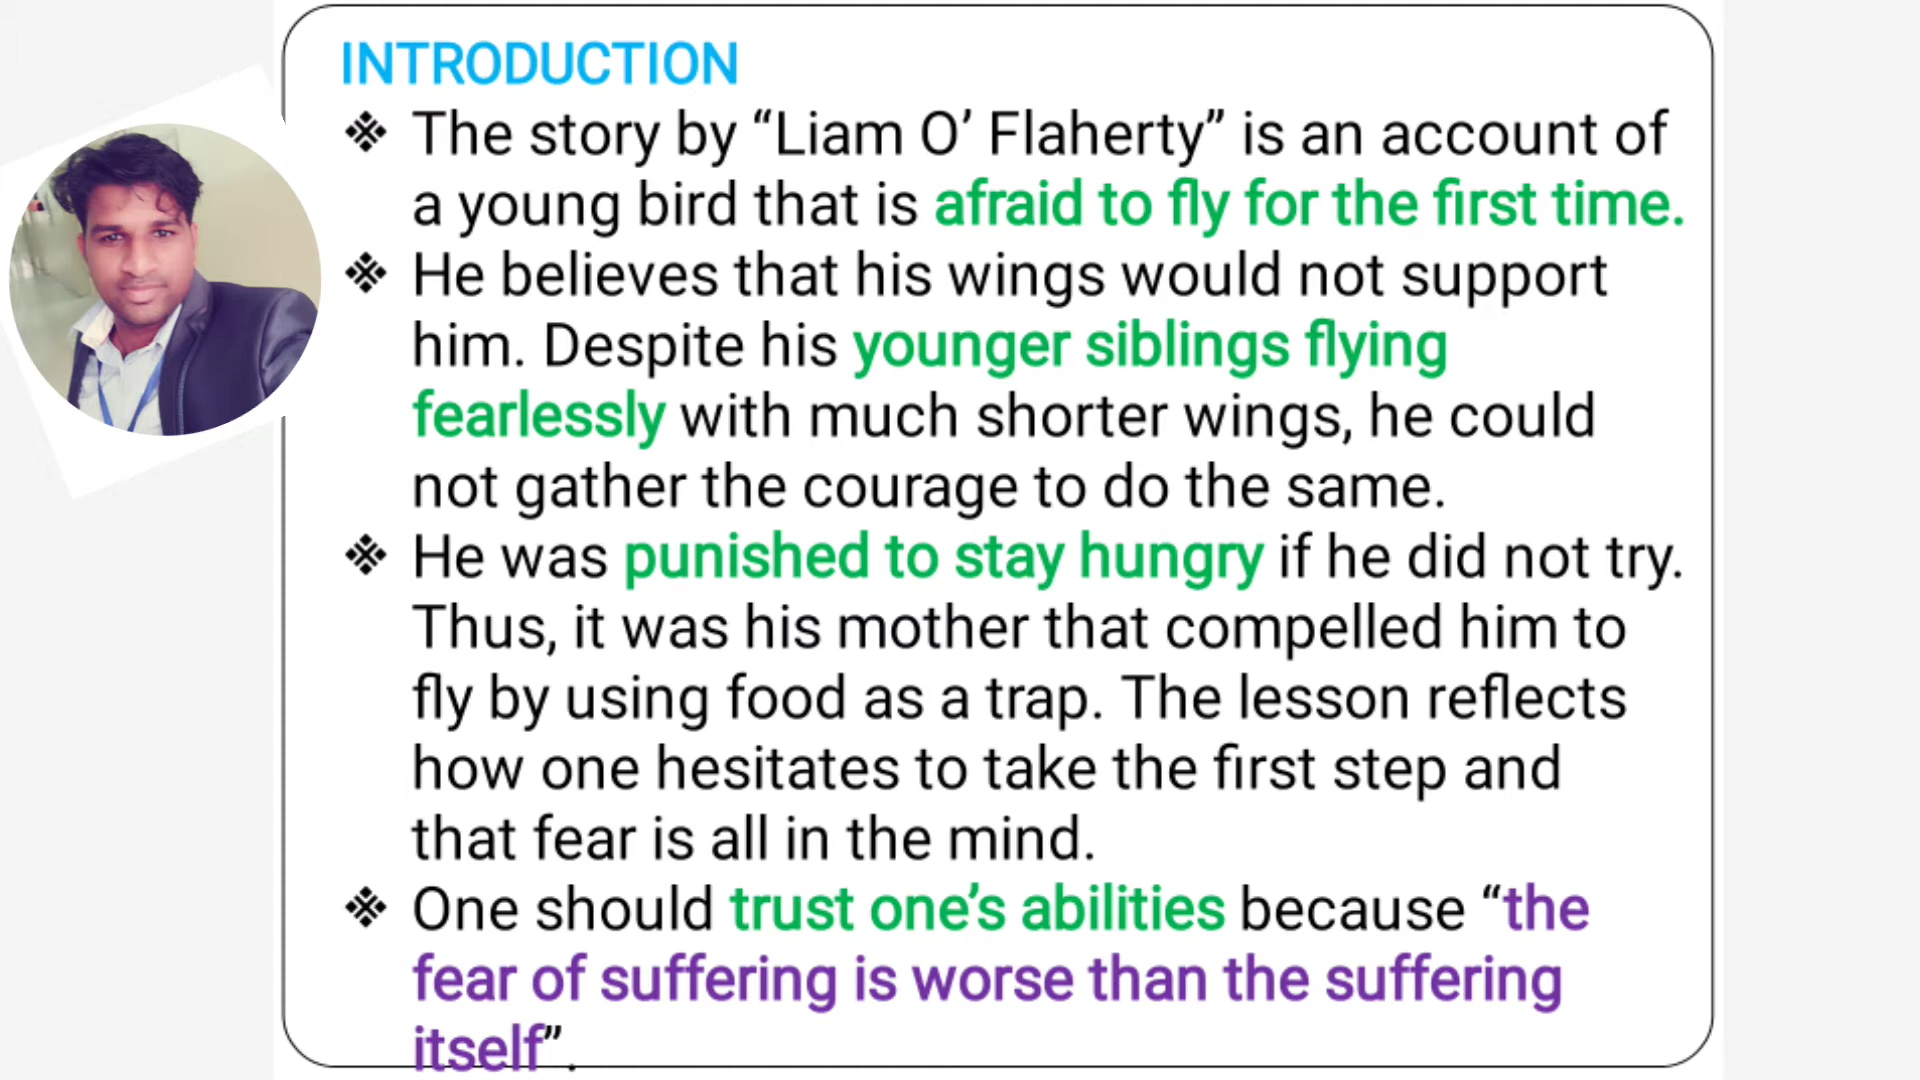 INTRODUCTION
❖ The story by “Liam O’ Flaherty” is an account of
a young bird that is afraid to fly for the first time.
❖ He believes that his wings would not support
him. Despite his younger siblings flying
fearlessly with much shorter wings, he could
not gather the courage to do the same.
❖ He was punished to stay hungry if he did not try.
Thus, it was his mother that compelled him to
fly by using food as a trap. The lesson reflects
how one hesitates to take the first step and
that fear is all in the mind.
❖ One should trust one’s abilities because “the
fear of suffering is worse than the suffering
itself”.